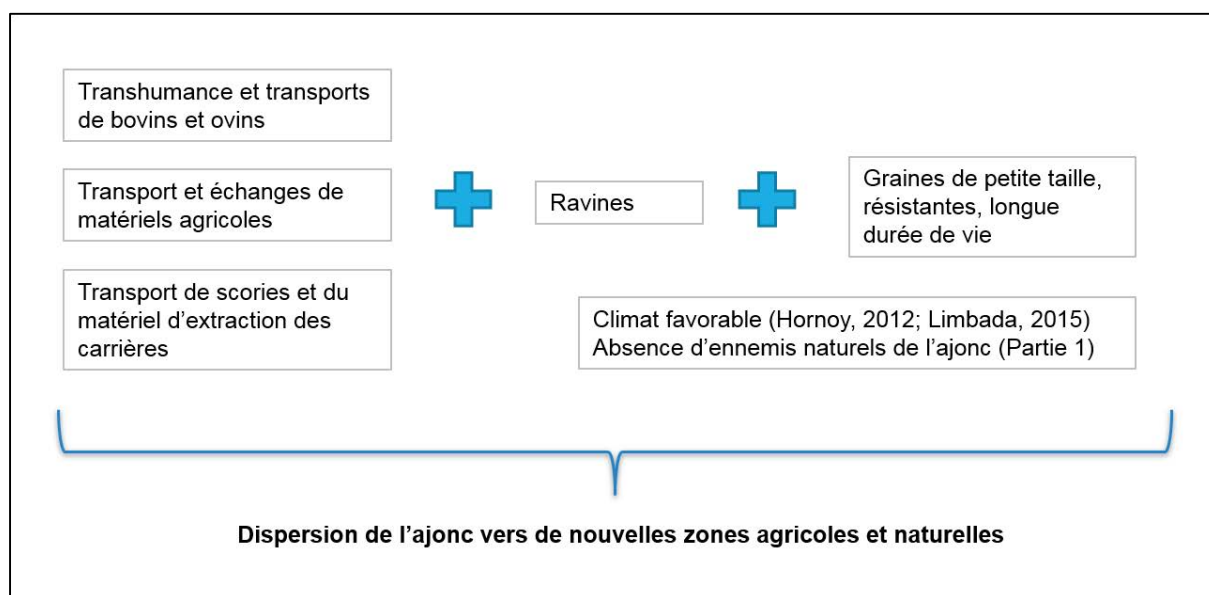 Transhumance et transports
de bovins et ovins
Transport et échanges de
matériels agricoles
Transport de scories et du
matériel d’extraction des
carrières
Ravines
Graines de petite taille,
résistantes, longue
durée de vie
Climat favorable (Hornoy, 2012; Limbada, 2015)
Absence d’ennemis naturels de l’ajonc (Partie 1)
Dispersion de l’ajonc vers de nouvelles zones agricoles et naturelles